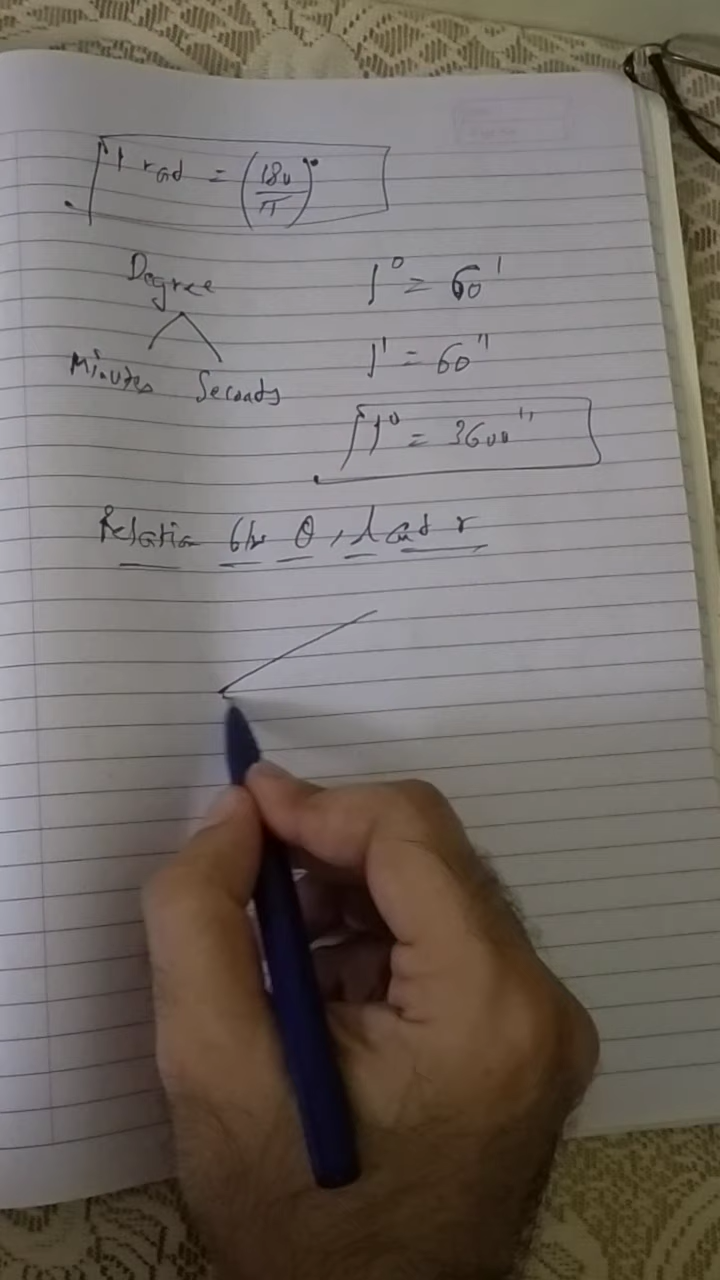 1 rad = (180/π)°
Degree
Minutes Seconds
1° = 60'
1' = 60"
1° = 3600"
Relation b/w θ, l and r